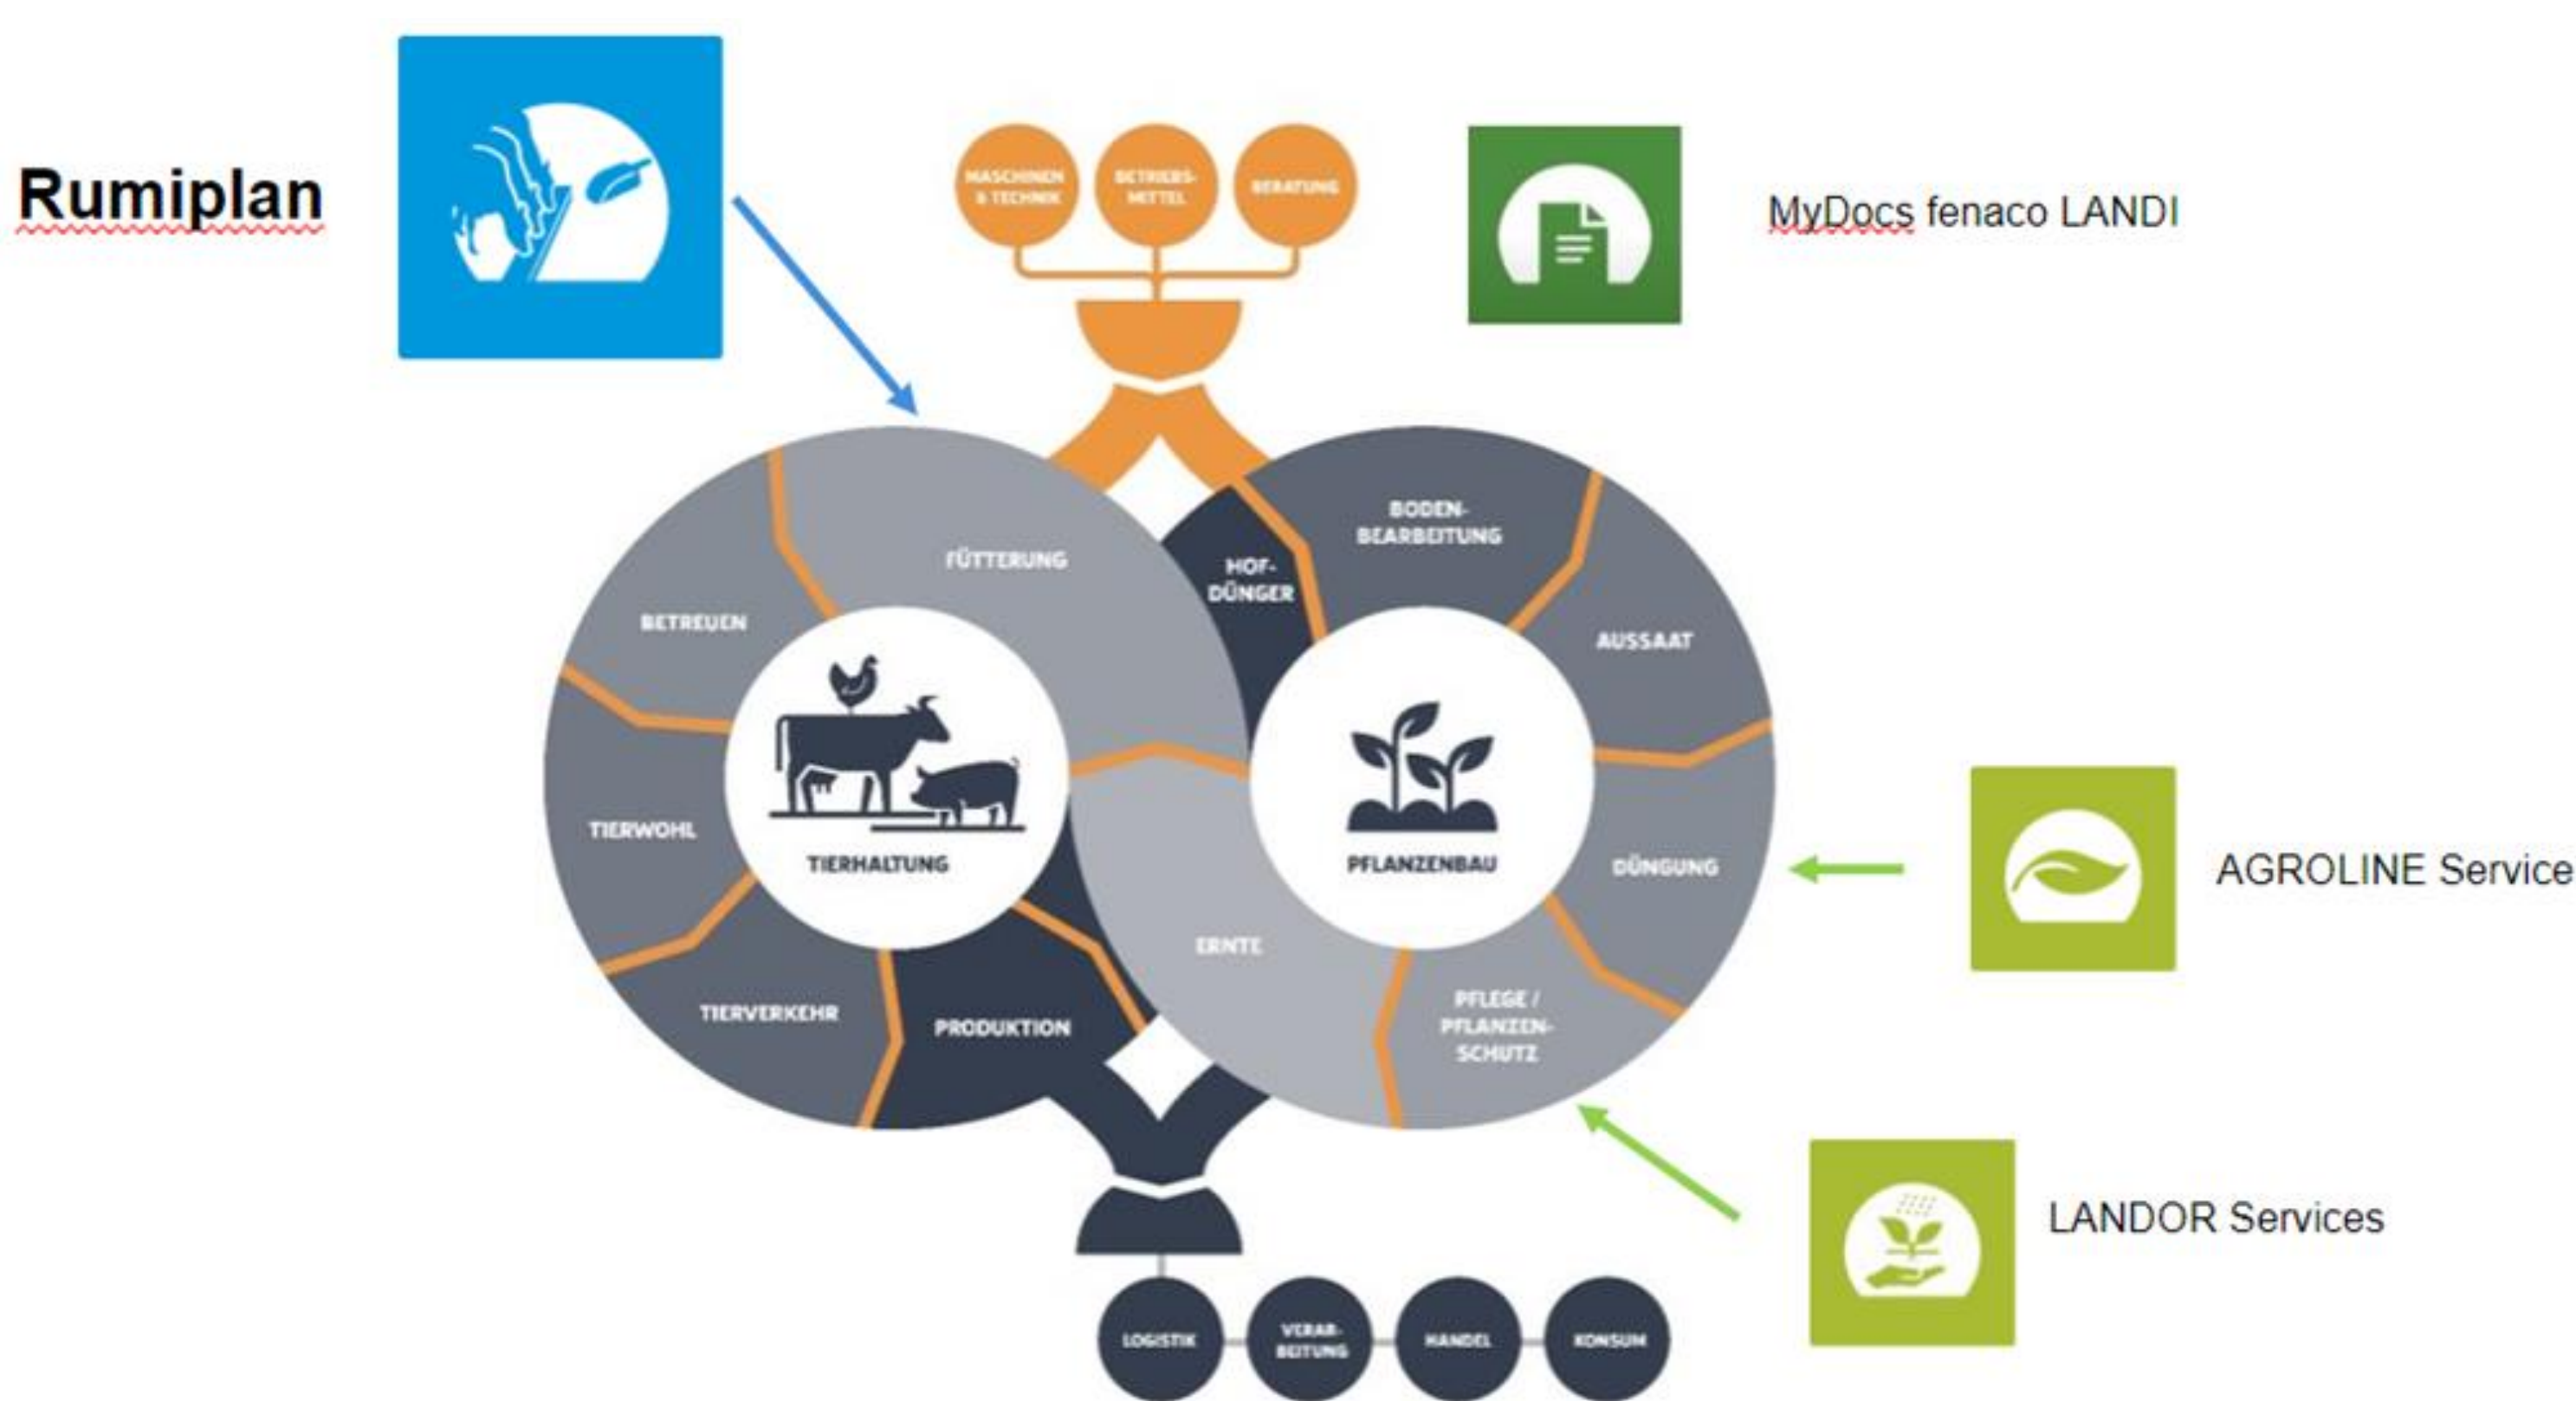 Rumiplan
MASCHINEN
& TECHNIK
BETRIEBS-
MITTEL
BERATUNG
MyDocs fenaco LANDI
FÜTTERUNG
BETREUEN
TIERWOHL
TIERVERKEHR
PRODUKTION
TIERHALTUNG
HOF-
DÜNGER
BODEN-
BEARBEITUNG
AUSSAAT
DÜNGUNG
PFLEGE /
PFLANZEN-
SCHUTZ
ERNTE
PFLANZENBAU
AGROLINE Service
LANDOR Services
LOGISTIK
VERAR-
BEITUNG
HANDEL
KONSUM